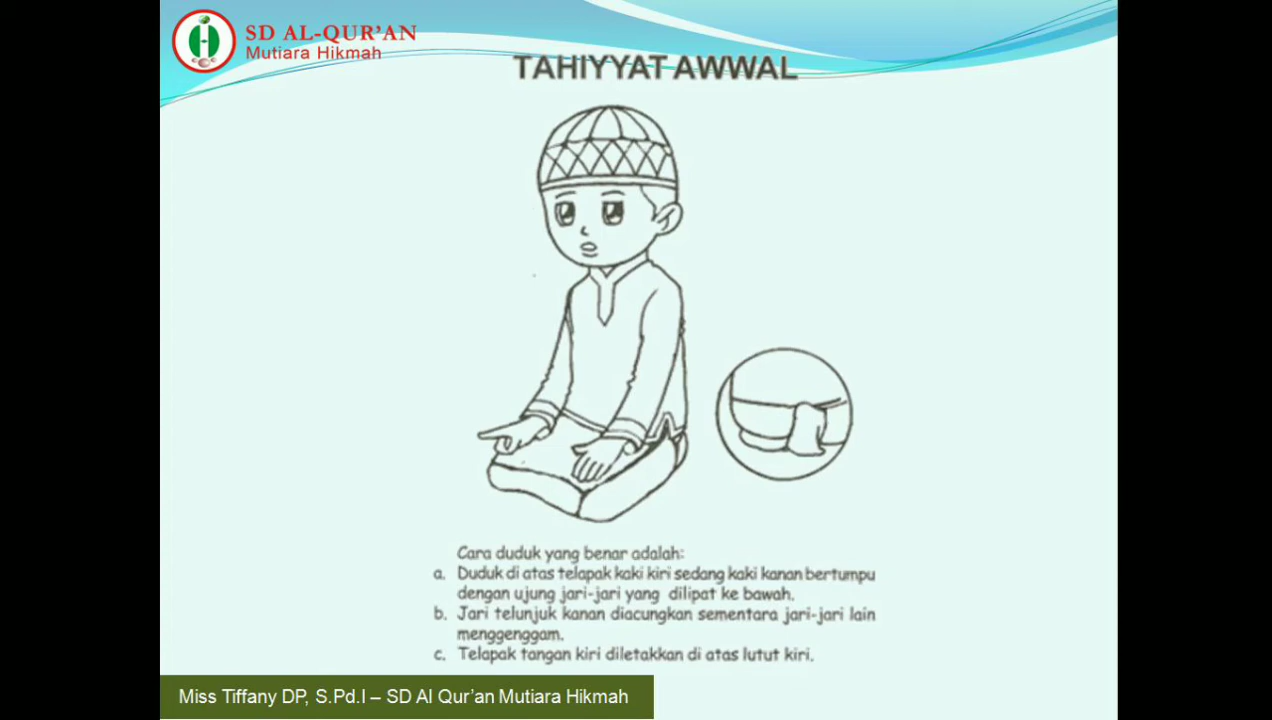 SD AL-QUR'AN
Mutiara Hikmah
TAHIYYAT AWWAL
Cara duduk yang benar adalah:
a. Duduk di atas telapak kaki kiri sedang kaki kanan bertumpu
dengan ujung jari-jari yang dilipat ke bawah.
b. Jari telunjuk kanan diacungkan sementara jari-jari lain
menggenggam.
c. Telapak tangan kiri diletakkan di atas lutut kiri.
Miss Tiffany DP, S.Pd.I – SD Al Qur'an Mutiara Hikmah